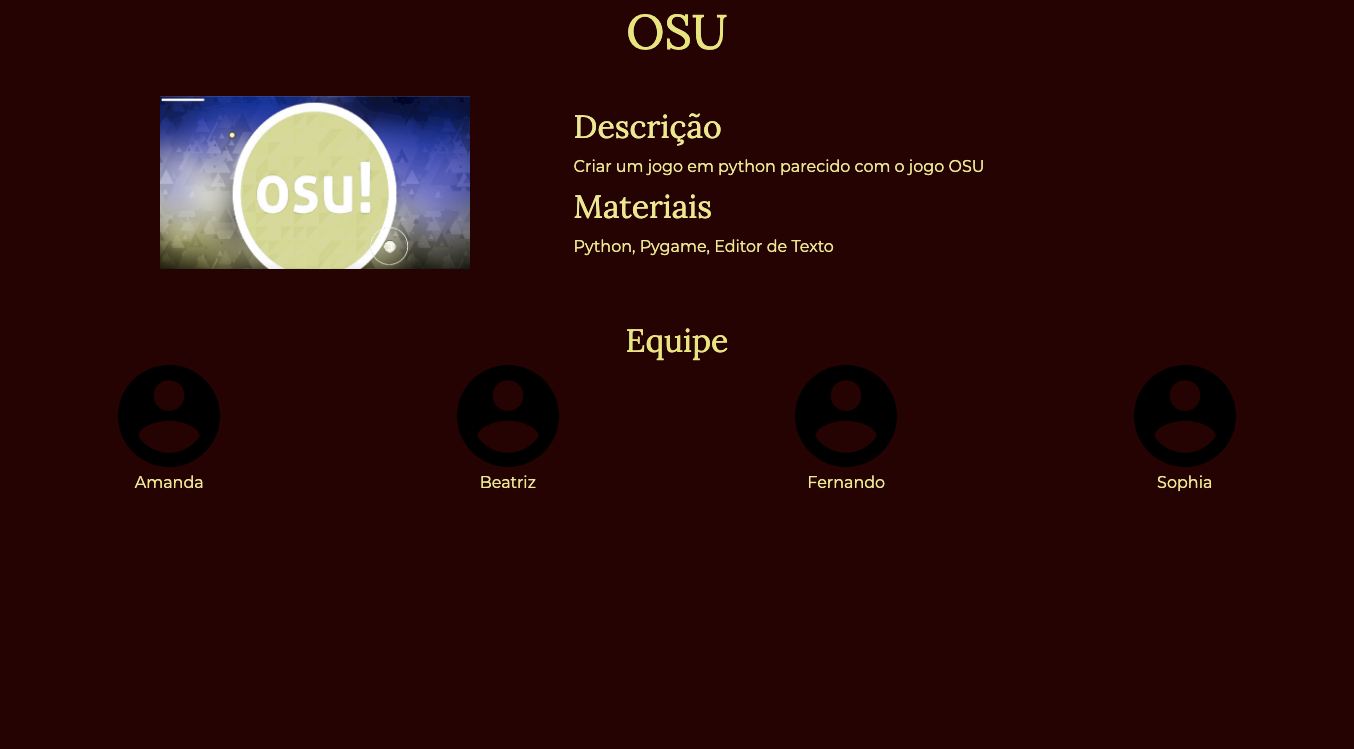 OSU
osu!
Descrição
Criar um jogo em python parecido com o jogo OSU
Materiais
Python, Pygame, Editor de Texto
Equipe
Amanda
Beatriz
Fernando
Sophia